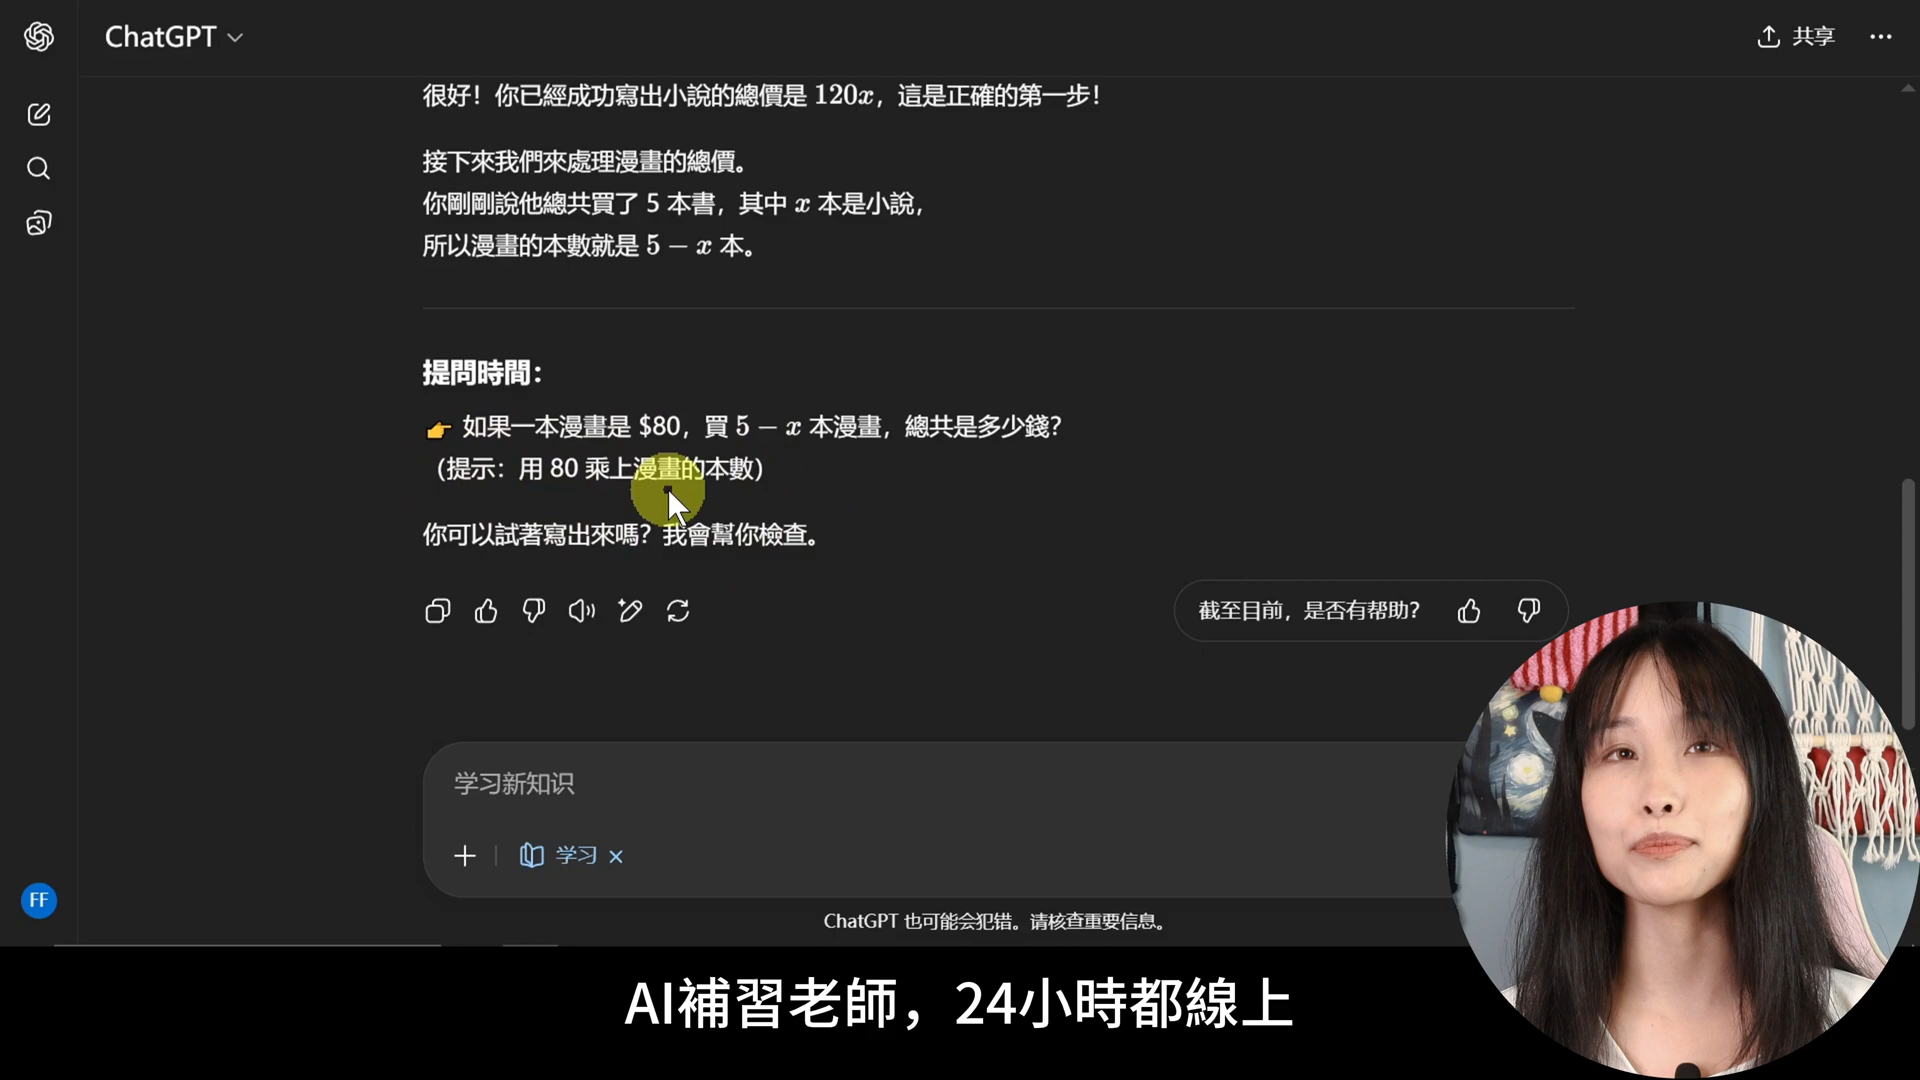 ChatGPT
共享
很好！你已經成功寫出小說的總價是 120x，這是正確的第一步！
接下來我們來處理漫畫的總價。
你剛剛說他總共買了 5 本書，其中 x 本是小說，
所以漫畫的本數就是 5 − x 本。
提問時間：
👉 如果一本漫畫是 $80，買 5 − x 本漫畫，總共是多少錢？
（提示：用 80 乘上漫畫的本數）
你可以試著寫出來嗎？我會幫你檢查。
截至目前，是否有帮助？
学习新知识
学习
FF
ChatGPT 也可能会犯错。请核查重要信息。
AI補習老師，24小時都線上